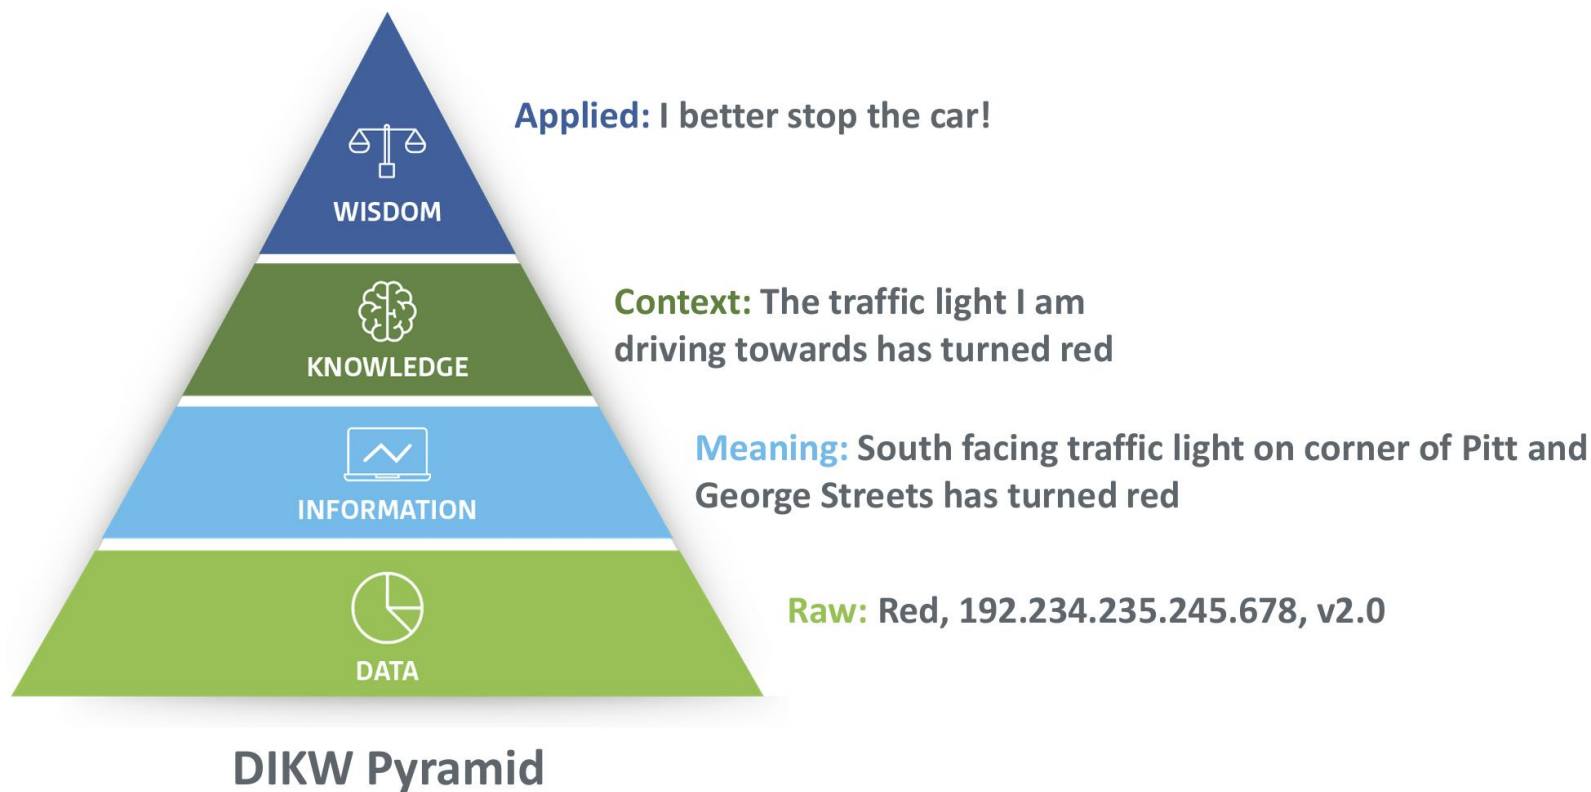 Applied: I better stop the car!
WISDOM
Context: The traffic light I am
driving towards has turned red
KNOWLEDGE
Meaning: South facing traffic light on corner of Pitt and
George Streets has turned red
INFORMATION
Raw: Red, 192.234.235.245.678, v2.0
DATA
DIKW Pyramid